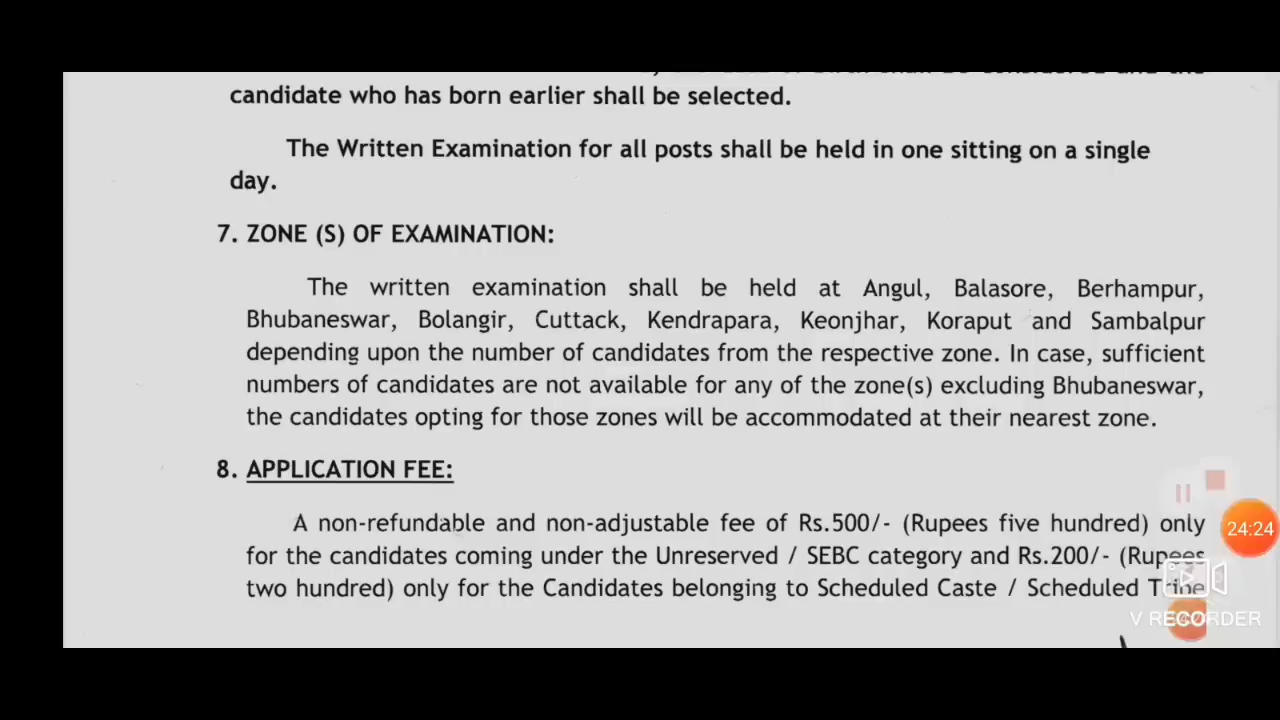 candidate who has born earlier shall be selected.
The Written Examination for all posts shall be held in one sitting on a single
day.
7. ZONE (S) OF EXAMINATION:
The written examination shall be held at Angul, Balasore, Berhampur,
Bhubaneswar, Bolangir, Cuttack, Kendrapara, Keonjhar, Koraput and Sambalpur
depending upon the number of candidates from the respective zone. In case, sufficient
numbers of candidates are not available for any of the zone(s) excluding Bhubaneswar,
the candidates opting for those zones will be accommodated at their nearest zone.
8. APPLICATION FEE:
A non-refundable and non-adjustable fee of Rs.500/- (Rupees five hundred) only
for the candidates coming under the Unreserved / SEBC category and Rs.200/- (Rupees
two hundred) only for the Candidates belonging to Scheduled Caste / Scheduled Tribe
24:24
V RECORDER